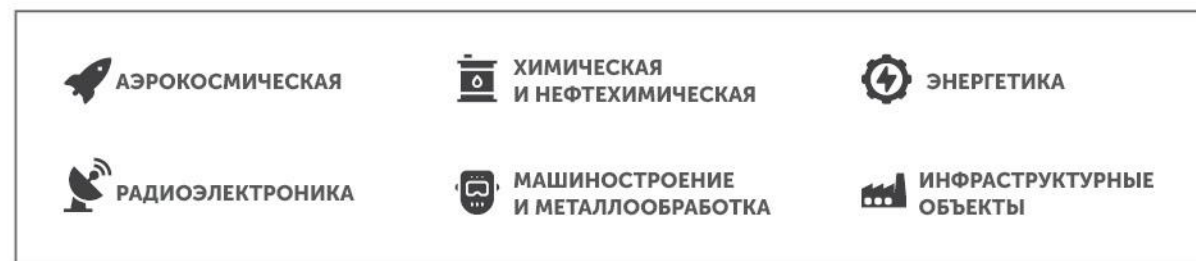 АЭРОКОСМИЧЕСКАЯ
ХИМИЧЕСКАЯ
И НЕФТЕХИМИЧЕСКАЯ
ЭНЕРГЕТИКА
РАДИОЭЛЕКТРОНИКА
МАШИНОСТРОЕНИЕ
И МЕТАЛЛООБРАБОТКА
ИНФРАСТРУКТУРНЫЕ
ОБЪЕКТЫ